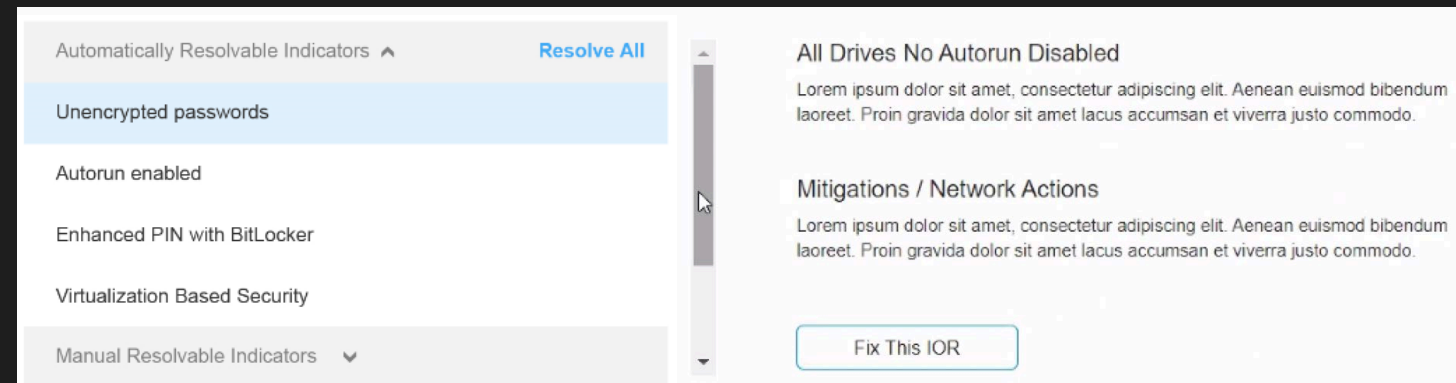 Automatically Resolvable Indicators
Resolve All
Unencrypted passwords
Autorun enabled
Enhanced PIN with BitLocker
Virtualization Based Security
Manual Resolvable Indicators
All Drives No Autorun Disabled
Lorem ipsum dolor sit amet, consectetur adipiscing elit. Aenean euismod bibendum
laoreet. Proin gravida dolor sit amet lacus accumsan et viverra justo commodo.
Mitigations / Network Actions
Lorem ipsum dolor sit amet, consectetur adipiscing elit. Aenean euismod bibendum
laoreet. Proin gravida dolor sit amet lacus accumsan et viverra justo commodo.
Fix This IOR